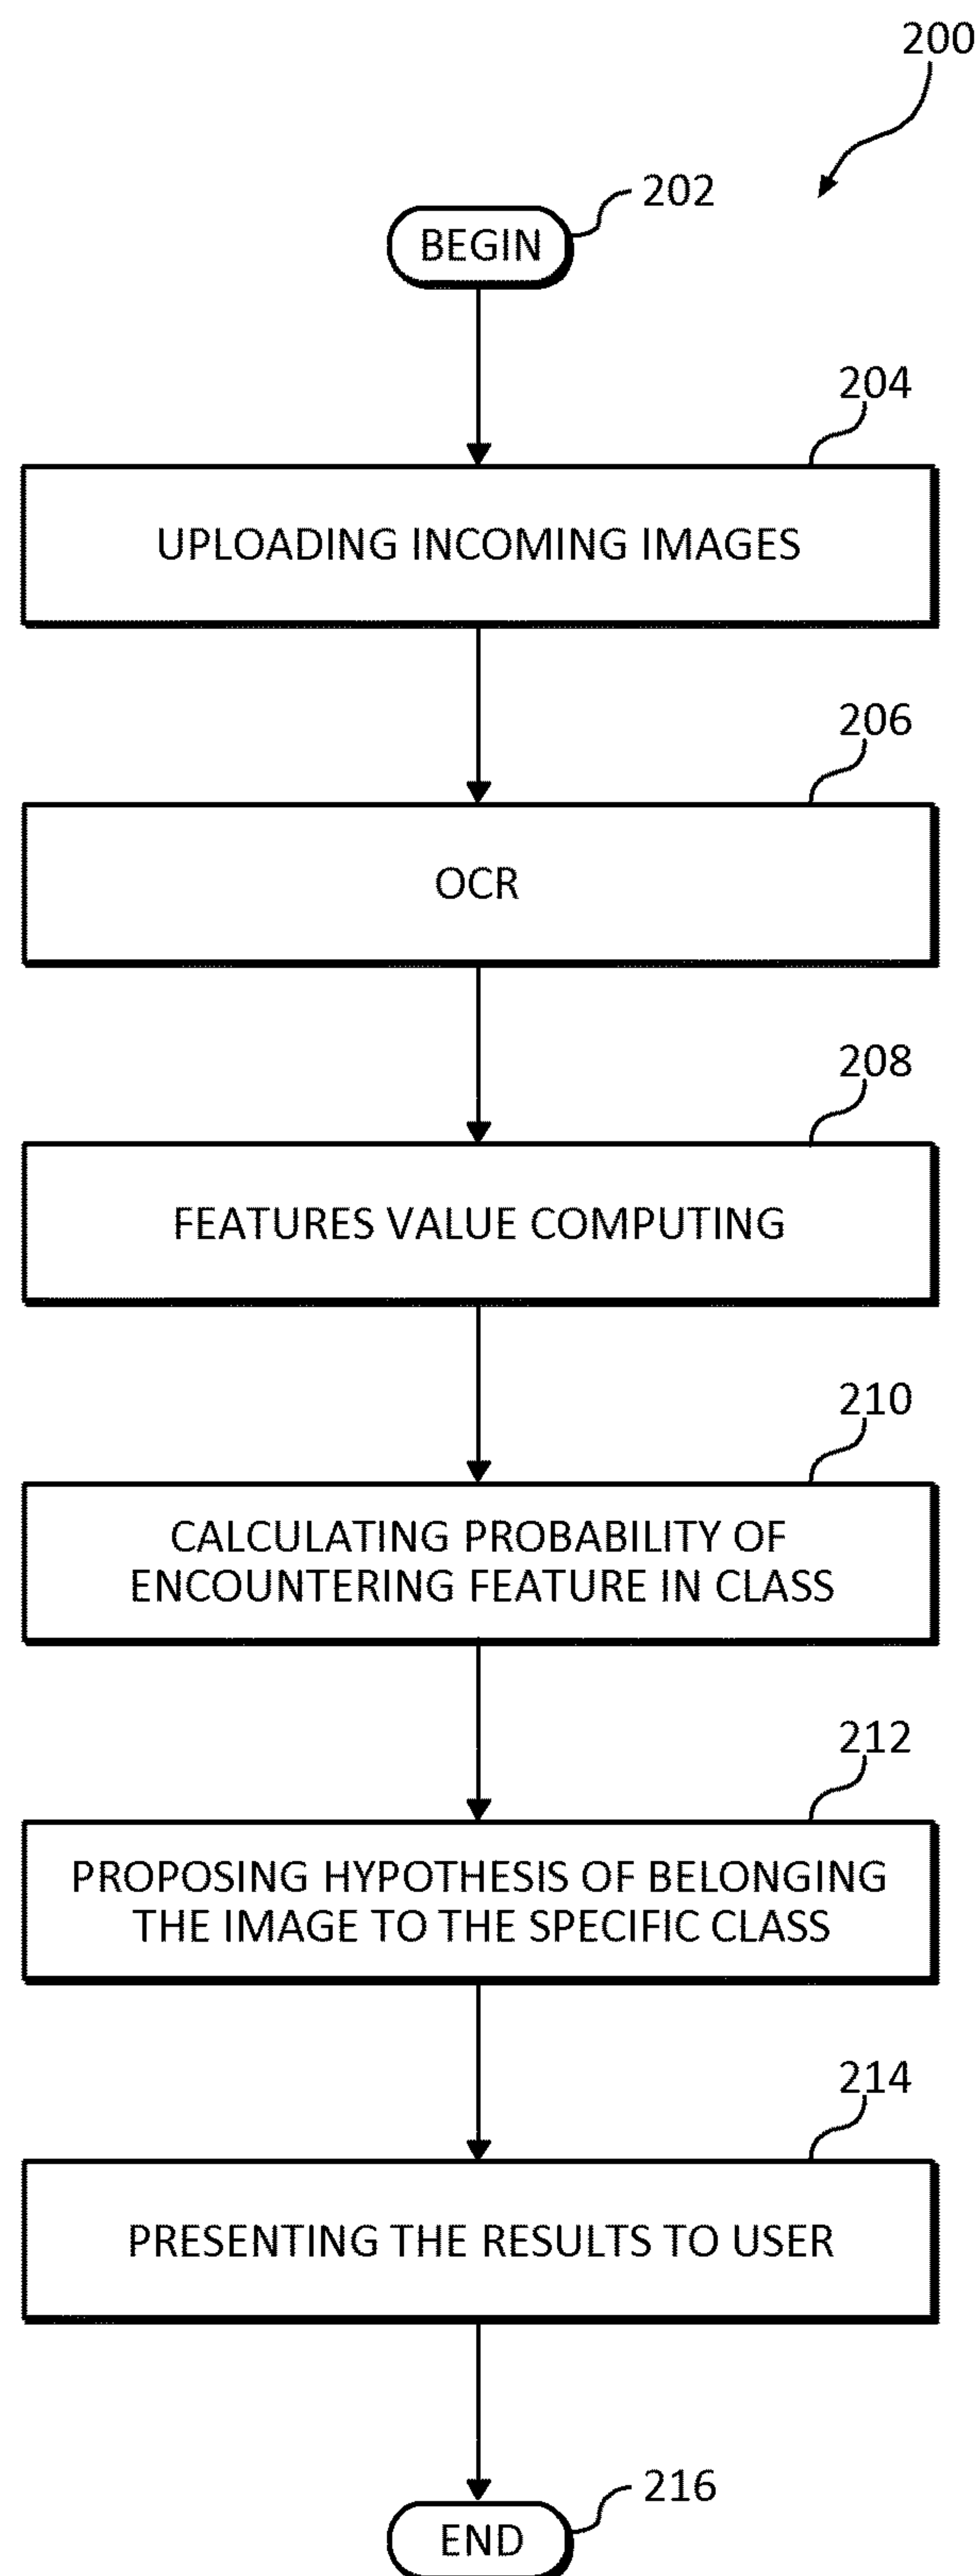 200
202
BEGIN
204
UPLOADING INCOMING IMAGES
206
OCR
208
FEATURES VALUE COMPUTING
210
CALCULATING PROBABILITY OF
ENCOUNTERING FEATURE IN CLASS
212
PROPOSING HYPOTHESIS OF BELONGING
THE IMAGE TO THE SPECIFIC CLASS
214
PRESENTING THE RESULTS TO USER
216
END